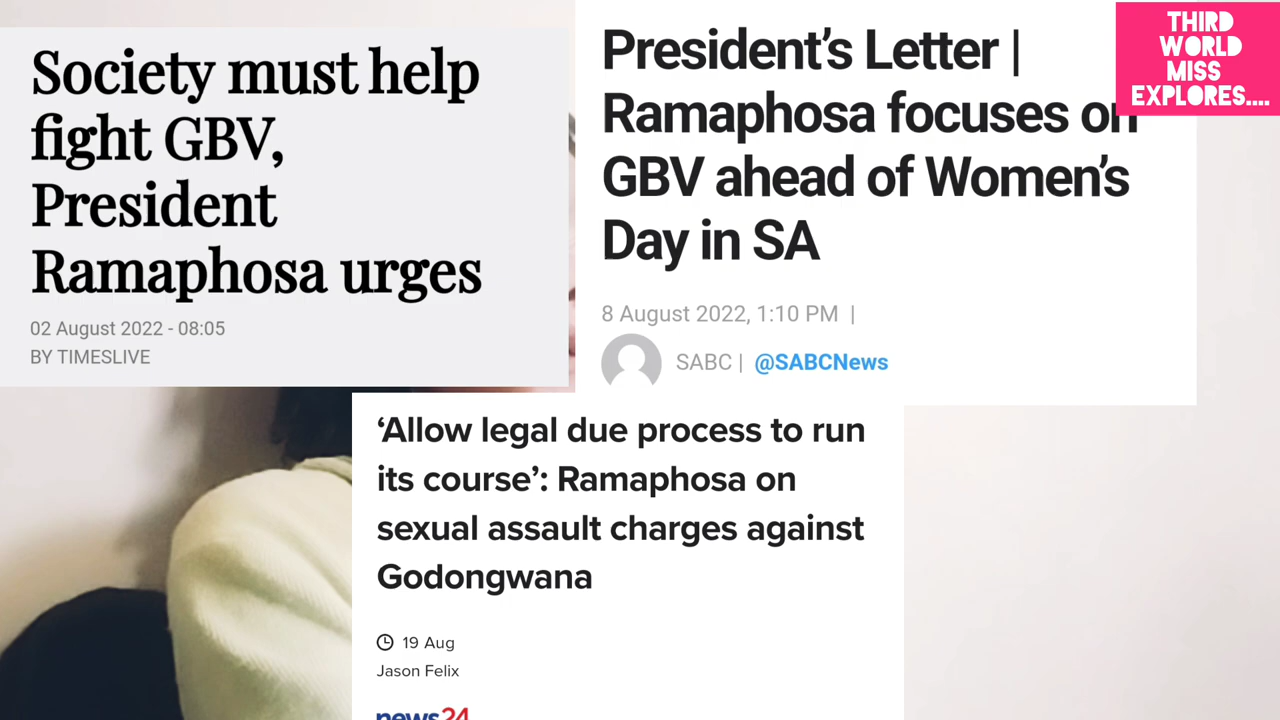 Society must help
fight GBV,
President
Ramaphosa urges
02 August 2022 - 08:05
BY TIMESLIVE
President’s Letter |
Ramaphosa focuses on
GBV ahead of Women’s
Day in SA
8 August 2022, 1:10 PM |
SABC | @SABCNews
THIRD
WORLD
MISS
EXPLORES....
‘Allow legal due process to run
its course’: Ramaphosa on
sexual assault charges against
Godongwana
19 Aug
Jason Felix
news24